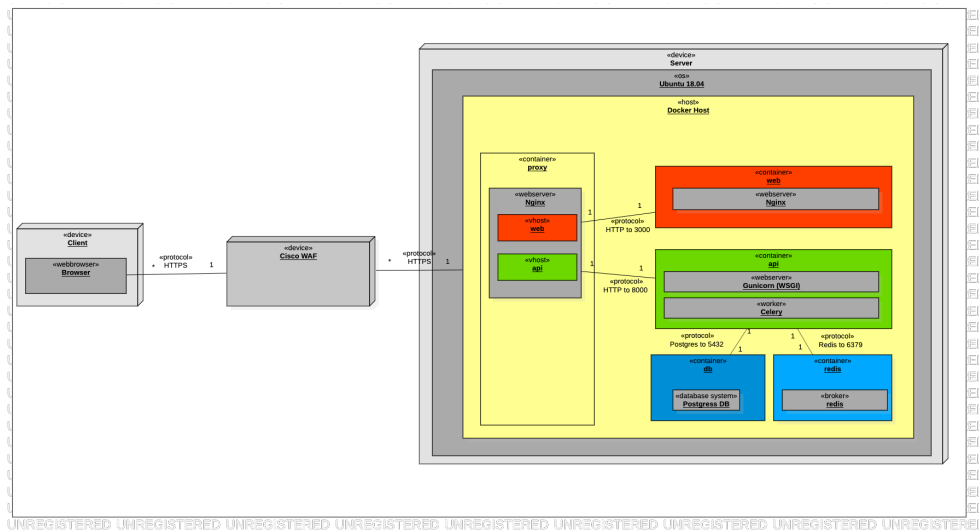 «device»
Server
«os»
Ubuntu 18.04
«host»
Docker Host
«container»
proxy
«webserver»
Nginx
«vhost»
web
«vhost»
api
«container»
web
«webserver»
Nginx
1
1
«protocol»
HTTP to 3000
«container»
api
«webserver»
Gunicorn (WSGI)
«worker»
Celery
1
1
«protocol»
HTTP to 8000
«device»
Client
«webbrowser»
Browser
«protocol»
* HTTPS 1
«device»
Cisco WAF
«protocol»
* HTTPS 1
«protocol»
Postgres to 5432
1
1
«protocol»
Redis to 6379
1
1
«container»
db
«database system»
Postgress DB
«container»
redis
«broker»
redis
UNREGISTERED UNREGISTERED UNREGISTERED UNREGISTERED UNREGISTERED UNREGISTERED UNREGISTERED UNREGISTERED UNREGISTE